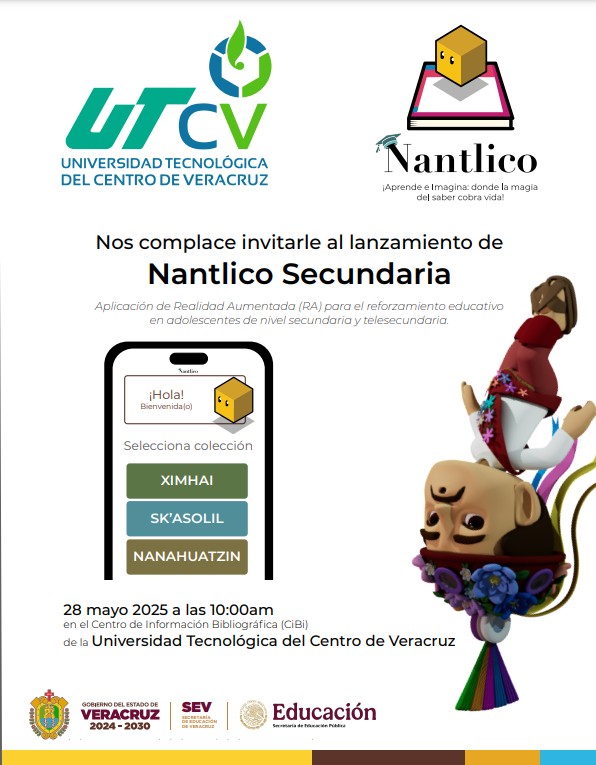 UTCV
UNIVERSIDAD TECNOLÓGICA
DEL CENTRO DE VERACRUZ
Nantlico
¡Aprende e Imagina: donde la magia
del saber cobra vida!
Nos complace invitarle al lanzamiento de
Nantlico Secundaria
Aplicación de Realidad Aumentada (RA) para el reforzamiento educativo
en adolescentes de nivel secundaria y telesecundaria.
Nantlico
¡Hola!
Bienvenida(o)
Selecciona colección
XIMHAI
SK'ASOLIL
NANAHUATZIN
28 mayo 2025 a las 10:00am
en el Centro de Información Bibliográfica (CiBi)
de la Universidad Tecnológica del Centro de Veracruz
GOBIERNO DEL ESTADO DE
VERACRUZ
2024 - 2030
SEV
SECRETARÍA
DE EDUCACIÓN
DE VERACRUZ
Educación
Secretaría de Educación Pública